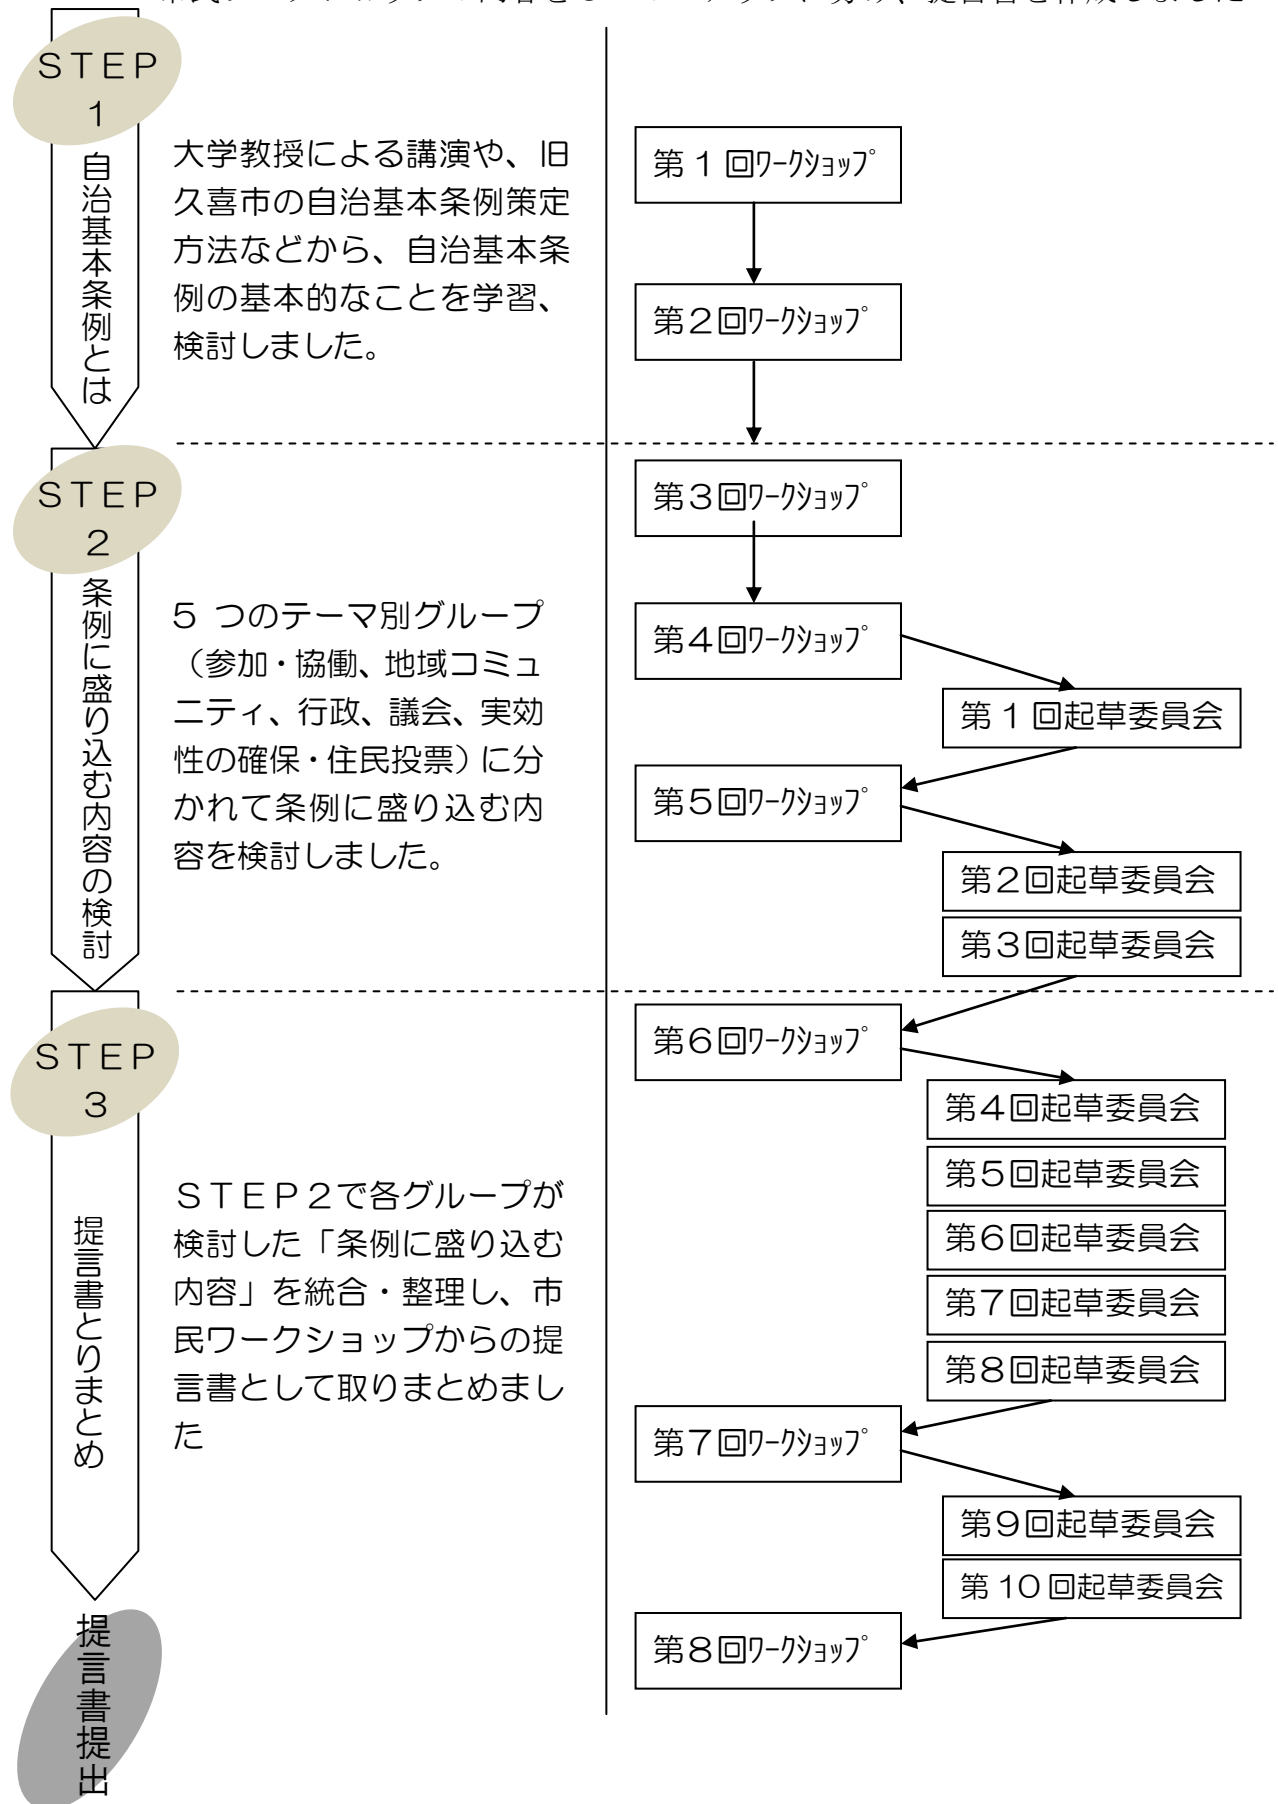 STEP
1
自治基本条例とは
大学教授による講演や、旧
久喜市の自治基本条例策定
方法などから、自治基本条
例の基本的なことを学習、
検討しました。
第1回ワークショップ
第2回ワークショップ
STEP
2
条例に盛り込む内容の検討
5 つのテーマ別グループ
（参加・協働、地域コミュ
ニティ、行政、議会、実効
性の確保・住民投票）に分
かれて条例に盛り込む内
容を検討しました。
第3回ワークショップ
第4回ワークショップ
第1回起草委員会
第5回ワークショップ
第2回起草委員会
第3回起草委員会
STEP
3
提言書とりまとめ
STEP2で各グループが
検討した「条例に盛り込む
内容」を統合・整理し、市
民ワークショップからの提
言書として取りまとめまし
た
第6回ワークショップ
第4回起草委員会
第5回起草委員会
第6回起草委員会
第7回起草委員会
第8回起草委員会
第7回ワークショップ
第9回起草委員会
第10回起草委員会
第8回ワークショップ
提言書提出